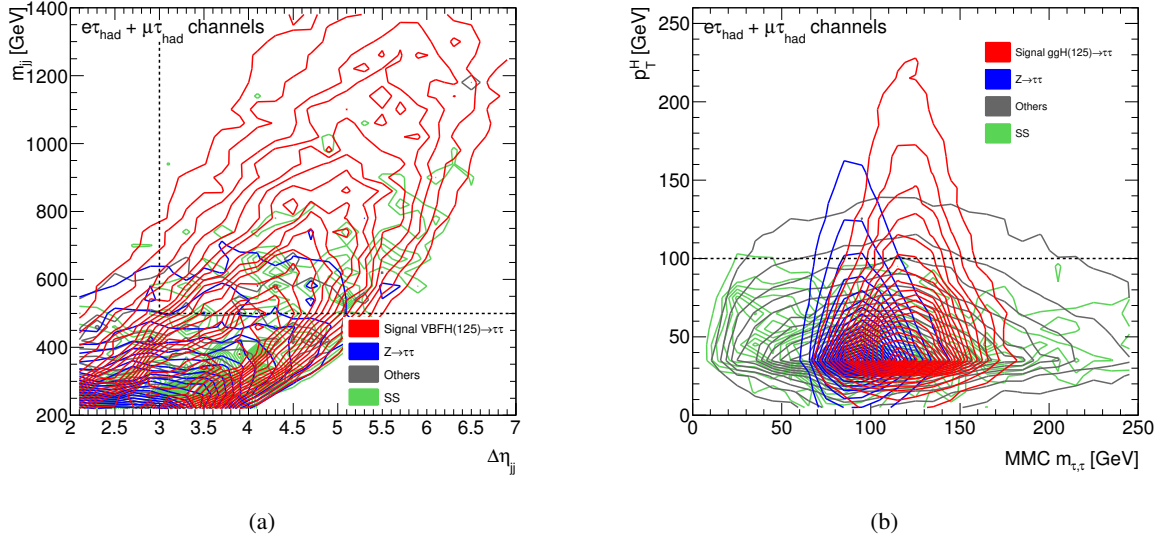 eτhad + μτhad channels
mjj [GeV]
1400
1200
1000
800
600
400
200
2 2.5 3 3.5 4 4.5 5 5.5 6 6.5 7
Δηjj
Signal VBFH(125)→ττ
Z→ττ
Others
SS
(a)
eτhad + μτhad channels
pTH [GeV]
250
200
150
100
50
0
0 50 100 150 200 250
MMC mτ,τ [GeV]
Signal ggH(125)→ττ
Z→ττ
Others
SS
(b)